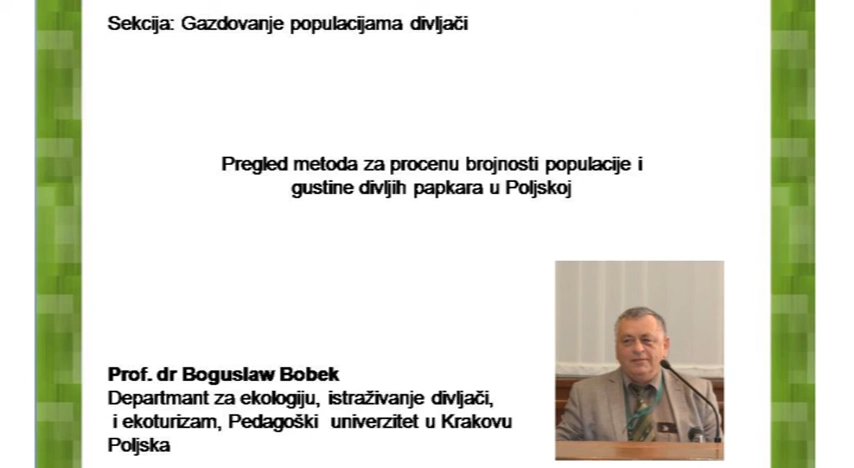 Sekcija: Gazdovanje populacijama divljači
Pregled metoda za procenu brojnosti populacije i
gustine divljih papkara u Poljskoj
Prof. dr Boguslaw Bobek
Departmant za ekologiju, istraživanje divljači,
i ekoturizam, Pedagoški univerzitet u Krakovu
Poljska